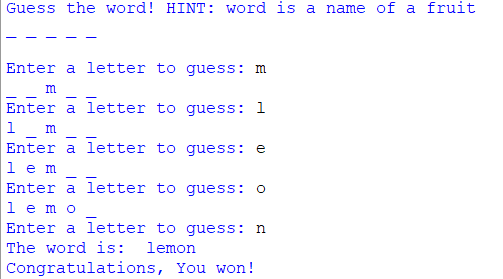 Guess the word! HINT: word is a name of a fruit
_ _ _ _ _
Enter a letter to guess: m
_ _ m _ _
Enter a letter to guess: l
l _ m _ _
Enter a letter to guess: e
l e m _ _
Enter a letter to guess: o
l e m o _
Enter a letter to guess: n
The word is:  lemon
Congratulations, You won!